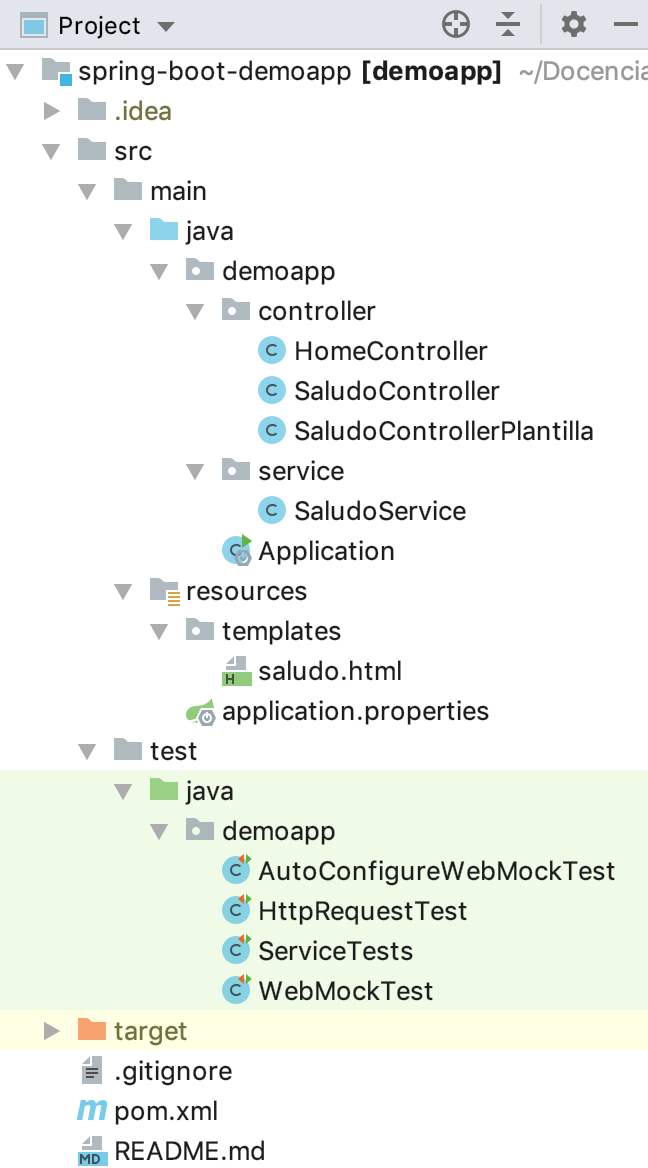 Project
spring-boot-demoapp [demoapp] ~/Docencia
.idea
src
main
java
demoapp
controller
C HomeController
C SaludoController
C SaludoControllerPlantilla
service
C SaludoService
C Application
resources
templates
H saludo.html
application.properties
test
java
demoapp
C AutoConfigureWebMockTest
C HttpRequestTest
C ServiceTests
C WebMockTest
target
.gitignore
m pom.xml
MD README.md